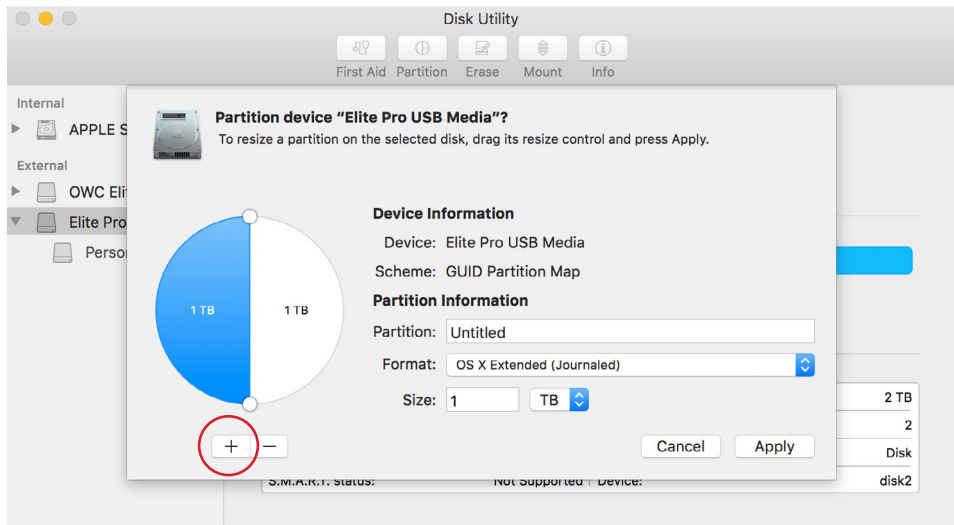 Disk Utility
First Aid Partition Erase Mount Info
Internal
APPLE S
External
OWC Eli
Elite Pro
Perso
Partition device "Elite Pro USB Media"?
To resize a partition on the selected disk, drag its resize control and press Apply.
1 TB 1 TB
Device Information
Device: Elite Pro USB Media
Scheme: GUID Partition Map
Partition Information
Partition: Untitled
Format: OS X Extended (Journaled)
Size: 1 TB
+ −
Cancel Apply
2 TB
2
Disk
S.M.A.R.T. status: Not Supported Device: disk2